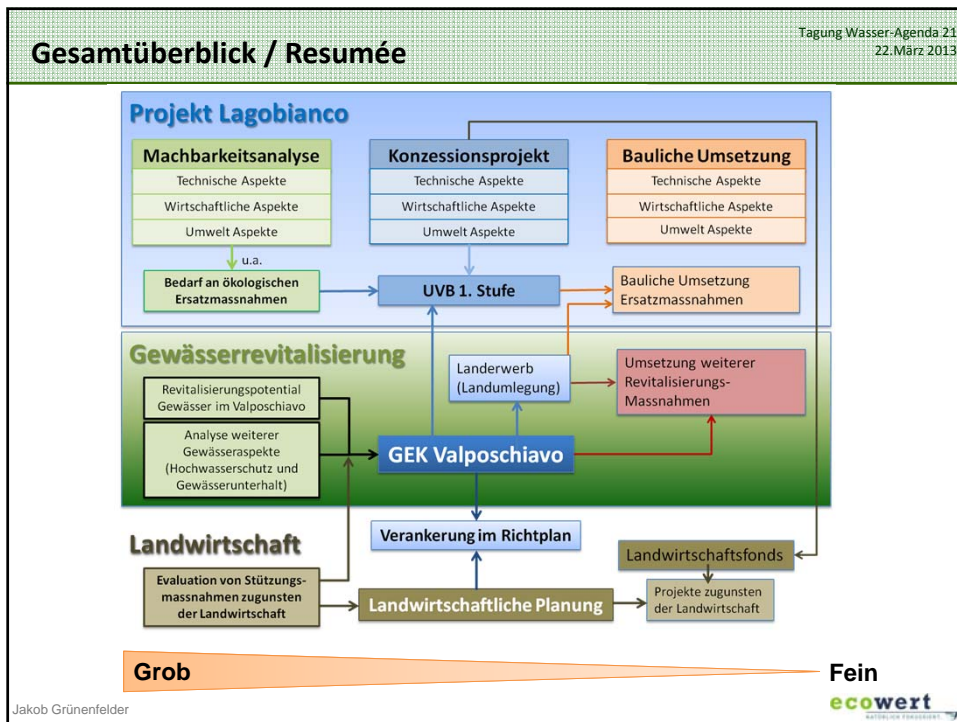 Gesamtüberblick / Resumée
Tagung Wasser-Agenda 21
22.März 2013
Projekt Lagobianco
Machbarkeitsanalyse
Technische Aspekte
Wirtschaftliche Aspekte
Umwelt Aspekte
Konzessionsprojekt
Technische Aspekte
Wirtschaftliche Aspekte
Umwelt Aspekte
Bauliche Umsetzung
Technische Aspekte
Wirtschaftliche Aspekte
Umwelt Aspekte
u.a.
Bedarf an ökologischen
Ersatzmassnahmen
UVB 1. Stufe
Bauliche Umsetzung
Ersatzmassnahmen
Gewässerrevitalisierung
Revitalisierungspotential
Gewässer im Valposchiavo
Analyse weiterer
Gewässeraspekte
(Hochwasserschutz und
Gewässerunterhalt)
Landerwerb
(Landumlegung)
Umsetzung weiterer
Revitalisierungs-
Massnahmen
GEK Valposchiavo
Verankerung im Richtplan
Landwirtschaft
Evaluation von Stützungs-
massnahmen zugunsten
der Landwirtschaft
Landwirtschaftliche Planung
Landwirtschaftsfonds
Projekte zugunsten
der Landwirtschaft
Grob
Fein
Jakob Grünenfelder
ecowert